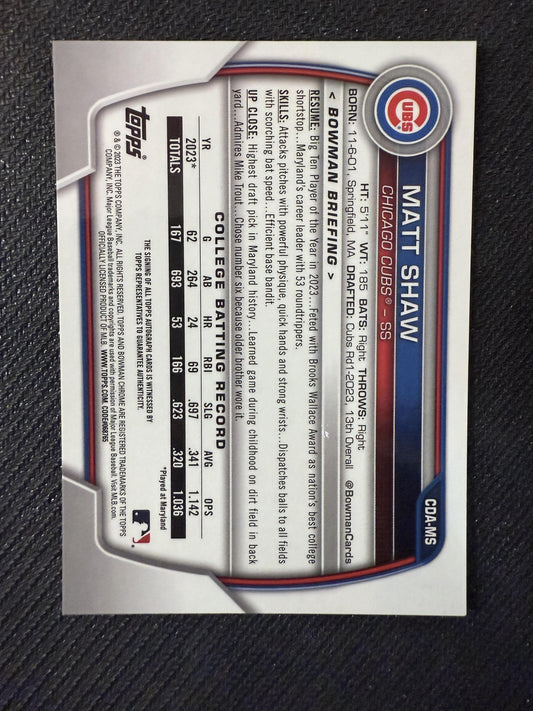 CUBS
CDA-MS
MATT SHAW
CHICAGO CUBS® – SS
HT: 5'11" WT: 185 BATS: Right THROWS: Right
BORN: 11-6-01, Springfield, MA DRAFTED: Cubs Rd1-2023, 13th Overall @BowmanCards
< BOWMAN BRIEFING >
RESUME: Big Ten Player of the Year in 2023...Feted with Brooks Wallace Award as nation's best college
shortstop...Maryland's career leader with 53 roundtrippers.
SKILLS: Attacks pitches with powerful physique, quick hands and strong wrists...Dispatches balls to all fields
with scorching bat speed...Efficient base bandit.
UP CLOSE: Highest draft pick in Maryland history...Learned game during childhood on dirt field in back
yard...Admires Mike Trout...Chose number six because older brother wore it.
COLLEGE BATTING RECORD
YR G AB HR RBI SLG AVG OPS
2023* 62 264 24 69 .697 .341 1.142
TOTALS 167 693 53 166 .623 .320 1.036
*Played at Maryland
THE SIGNING OF ALL TOPPS AUTOGRAPH CARDS IS WITNESSED BY
TOPPS REPRESENTATIVES TO GUARANTEE AUTHENTICITY.
topps
® & © 2023 THE TOPPS COMPANY, INC. ALL RIGHTS RESERVED. TOPPS AND BOWMAN CHROME ARE REGISTERED TRADEMARKS OF THE TOPPS
COMPANY, INC. Major League Baseball trademarks and copyrights are used with permission of Major League Baseball. Visit MLB.com.
OFFICIALLY LICENSED PRODUCT OF MLB. WWW.TOPPS.COM. CODE#068765